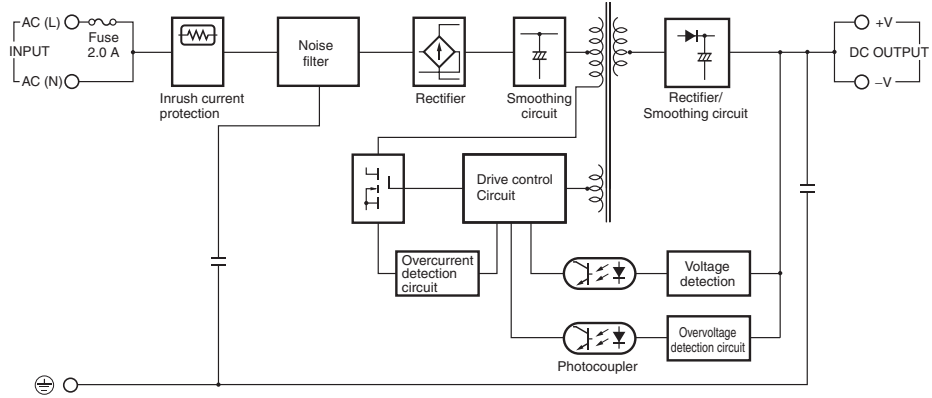 AC (L)
Fuse
2.0 A
INPUT
AC (N)
Inrush current
protection
Noise
filter
Rectifier
Smoothing
circuit
Rectifier/
Smoothing circuit
+V
DC OUTPUT
–V
Drive control
Circuit
Overcurrent
detection
circuit
Voltage
detection
Overvoltage
detection circuit
Photocoupler